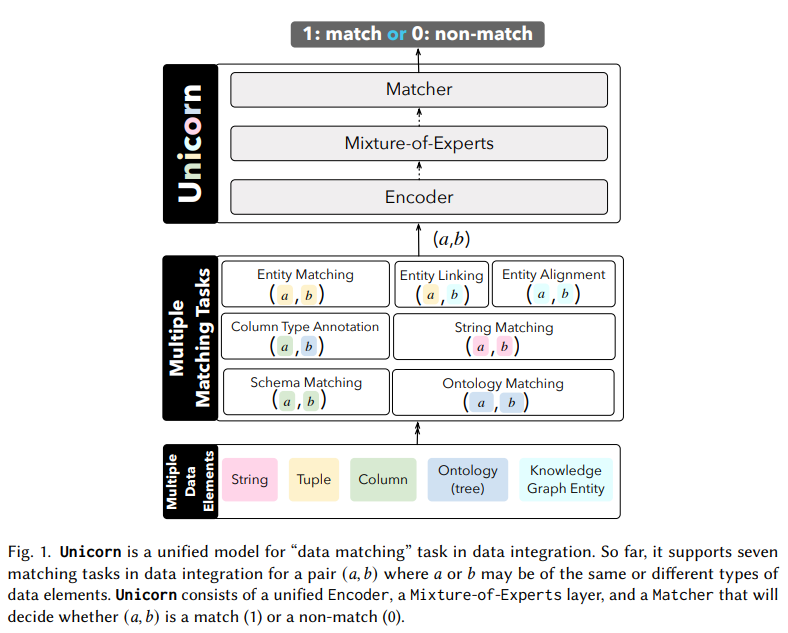 1: match or 0: non-match
Unicorn
Matcher
Mixture-of-Experts
Encoder
(a,b)
Multiple
Matching Tasks
Entity Matching
(a, b)
Entity Linking
(a, b)
Entity Alignment
(a, b)
Column Type Annotation
(a, b)
String Matching
(a, b)
Schema Matching
(a, b)
Ontology Matching
(a, b)
Multiple
Data
Elements
String
Tuple
Column
Ontology
(tree)
Knowledge
Graph Entity
Fig. 1. Unicorn is a unified model for “data matching” task in data integration. So far, it supports seven
matching tasks in data integration for a pair (a, b) where a or b may be of the same or different types of
data elements. Unicorn consists of a unified Encoder, a Mixture-of-Experts layer, and a Matcher that will
decide whether (a, b) is a match (1) or a non-match (0).